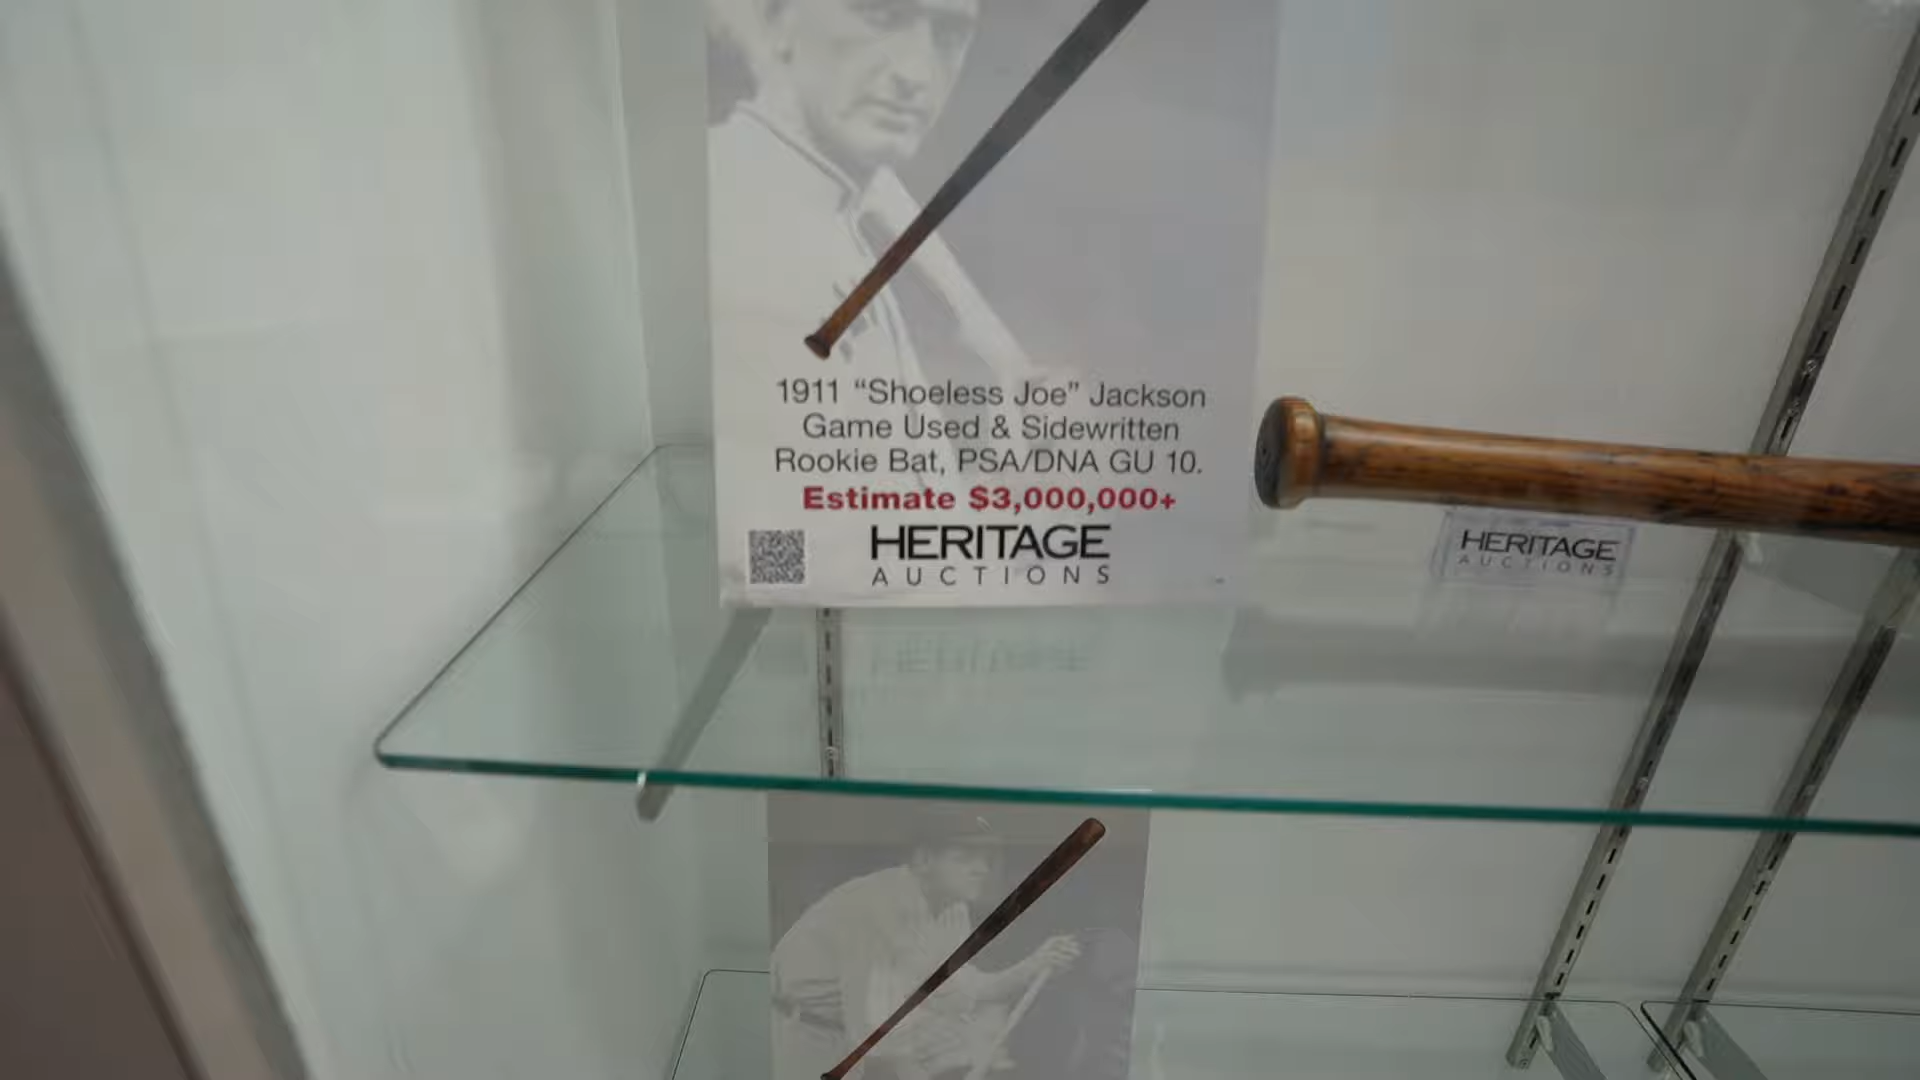 1911 “Shoeless Joe” Jackson
Game Used & Sidewritten
Rookie Bat, PSA/DNA GU 10.
Estimate $3,000,000+
HERITAGE
AUCTIONS
HERITAGE
AUCTIONS